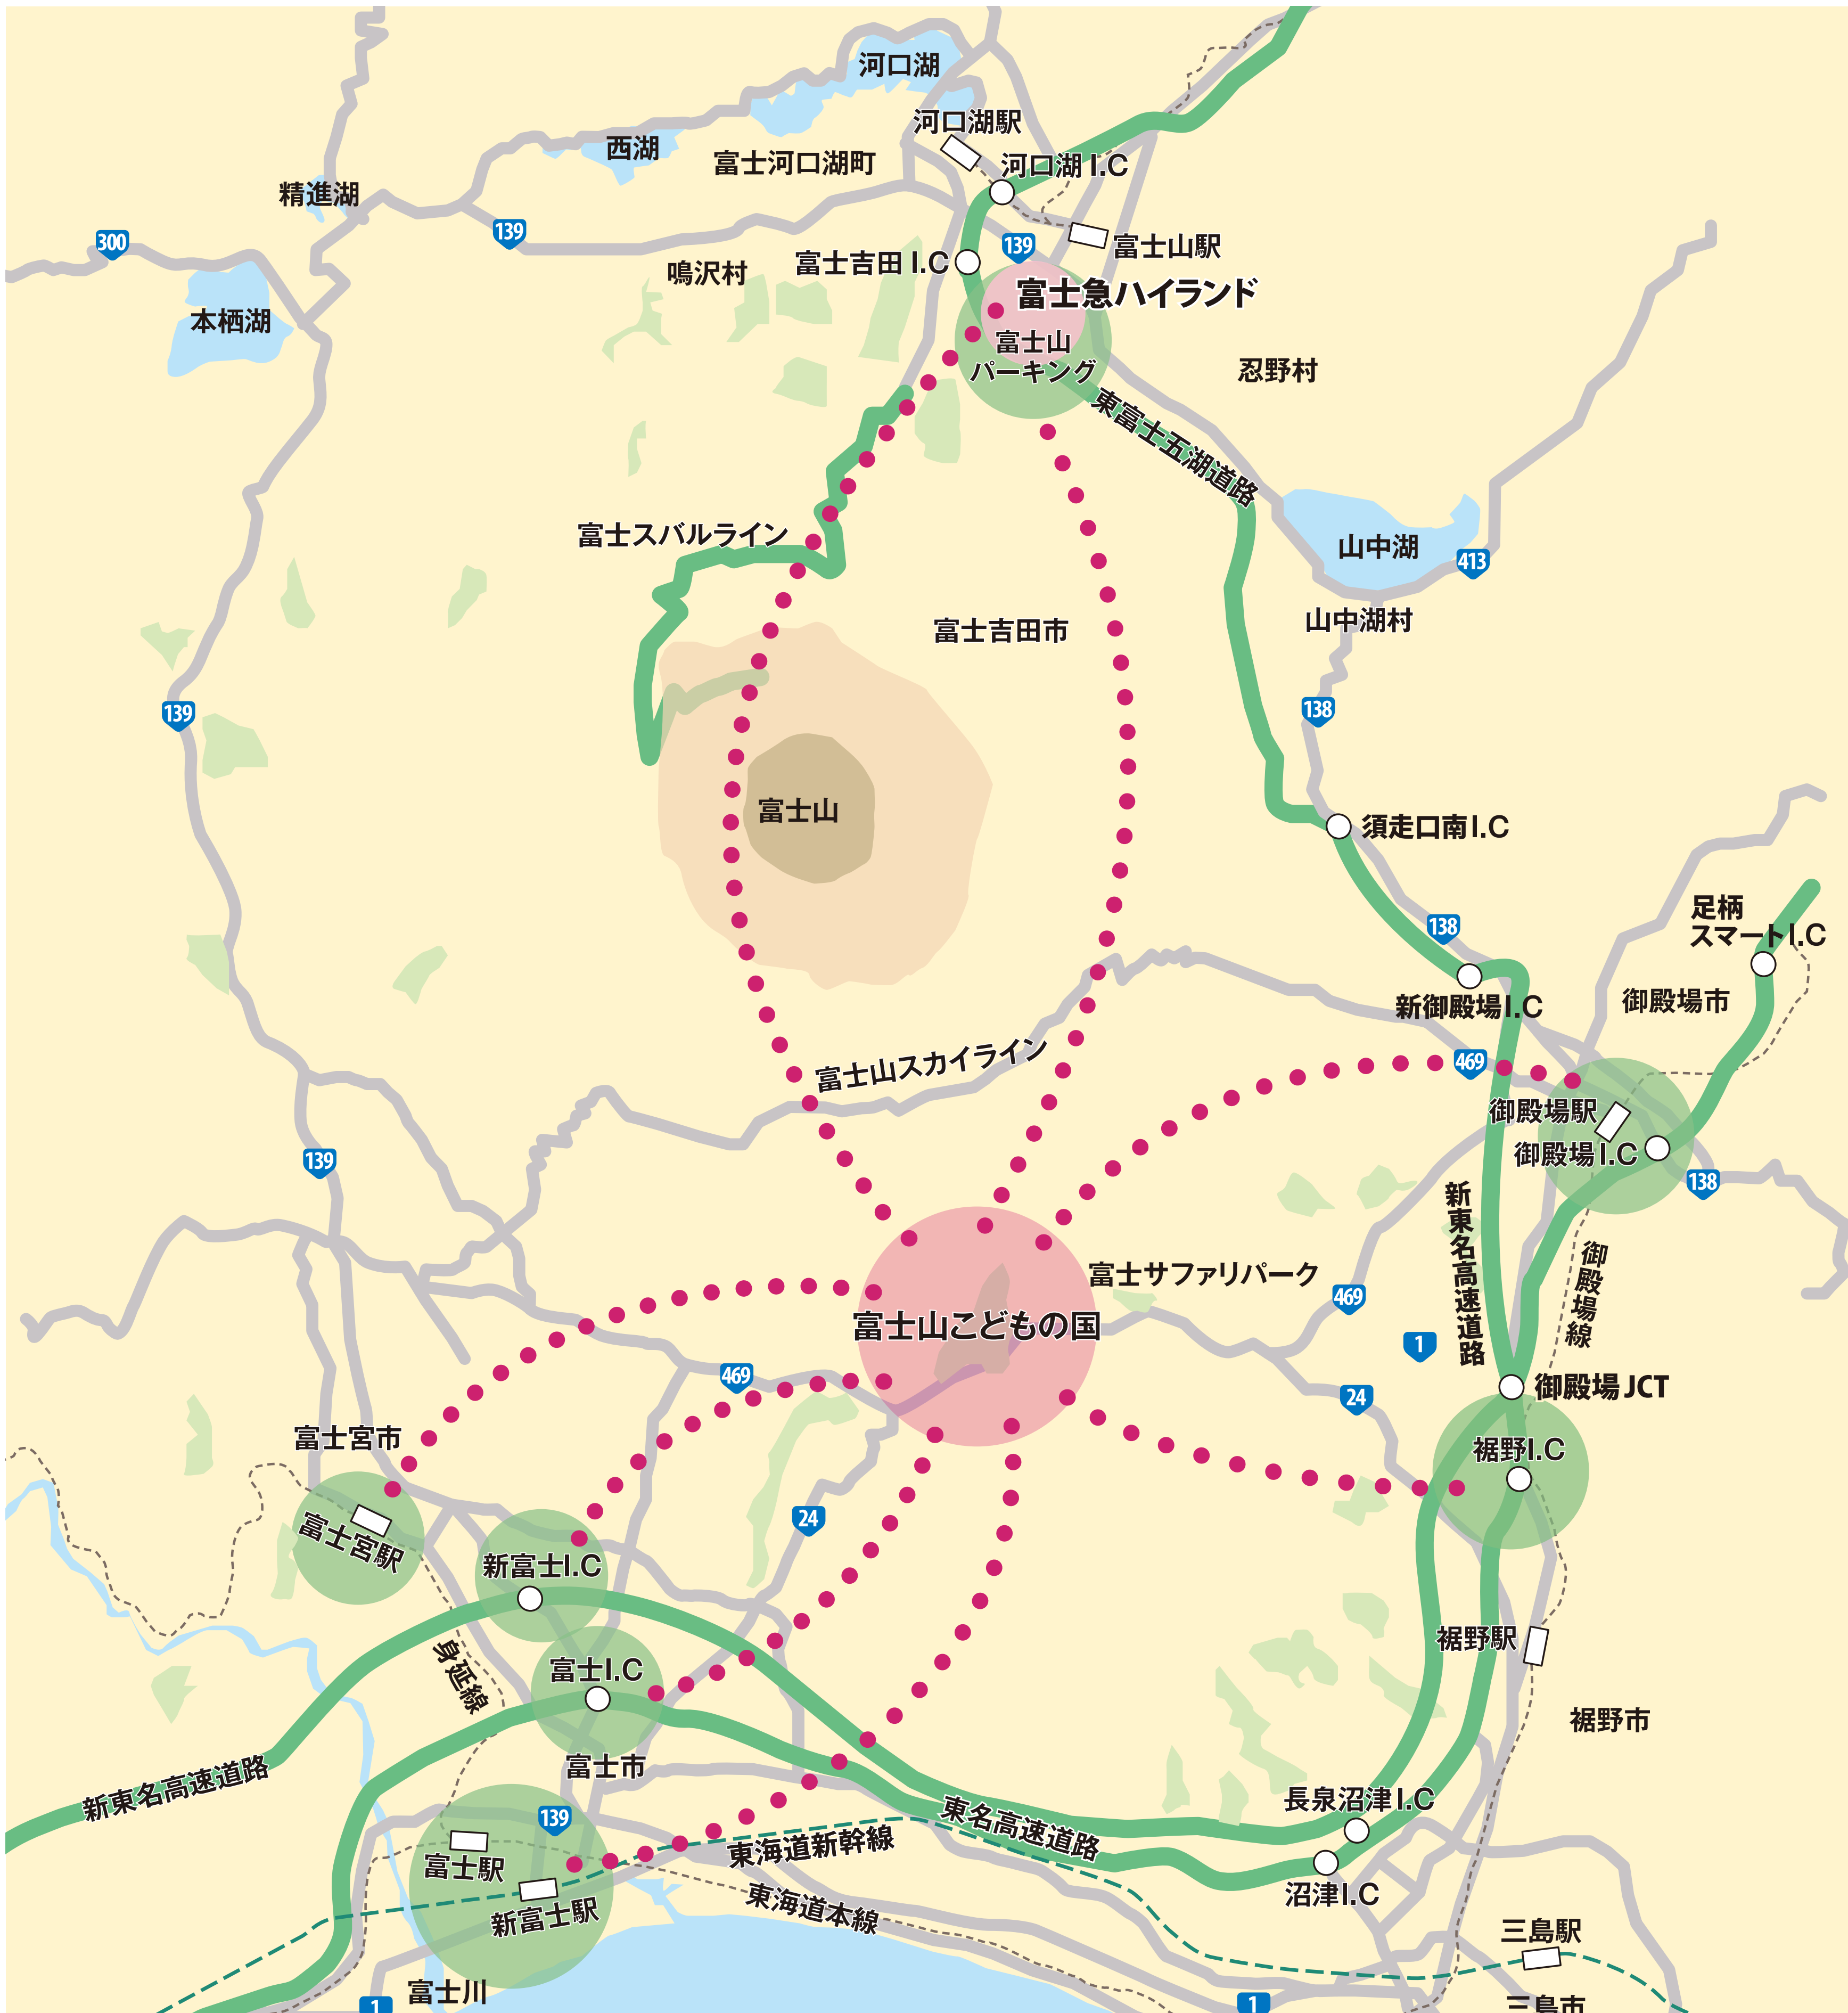 河口湖
河口湖駅
西湖
富士河口湖町
河口湖 I.C
精進湖
139
300
139
富士山駅
富士吉田 I.C
鳴沢村
富士急ハイランド
本栖湖
富士山
パーキング
忍野村
東富士五湖道路
富士スバルライン
山中湖
413
富士吉田市
山中湖村
139
138
富士山
須走口南I.C
足柄
スマートI.C
138
新御殿場I.C
御殿場市
富士山スカイライン
469
御殿場駅
御殿場I.C
139
138
新東名高速道路
御殿場線
富士サファリパーク
469
富士山こどもの国
1
469
御殿場JCT
24
富士宮市
裾野I.C
富士宮駅
24
新富士I.C
裾野駅
身延線
富士I.C
裾野市
富士市
新東名高速道路
長泉沼津I.C
139
東名高速道路
東海道新幹線
富士駅
沼津I.C
新富士駅
東海道本線
三島駅
富士川
1
1
三島市